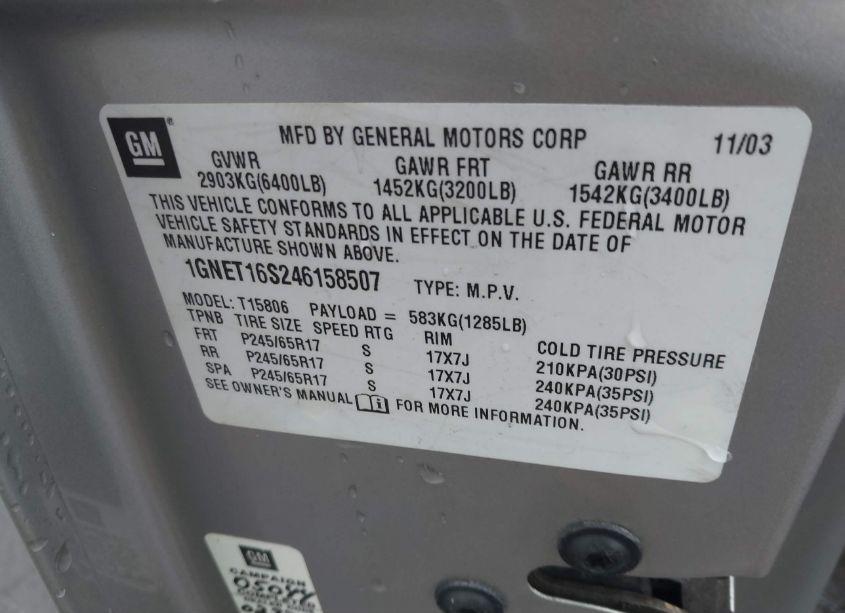 GM
MFD BY GENERAL MOTORS CORP 11/03
GVWR GAWR FRT GAWR RR
2903KG(6400LB) 1452KG(3200LB) 1542KG(3400LB)
THIS VEHICLE CONFORMS TO ALL APPLICABLE U.S. FEDERAL MOTOR
VEHICLE SAFETY STANDARDS IN EFFECT ON THE DATE OF
MANUFACTURE SHOWN ABOVE.
1GNET16S246158507 TYPE: M.P.V.
MODEL: T15806 PAYLOAD = 583KG(1285LB)
TPNB TIRE SIZE SPEED RTG RIM COLD TIRE PRESSURE
FRT P245/65R17 S 17X7J 210KPA(30PSI)
RR P245/65R17 S 17X7J 240KPA(35PSI)
SPA P245/65R17 S 17X7J 240KPA(35PSI)
SEE OWNER'S MANUAL FOR MORE INFORMATION.
GM
CAMPAIGN